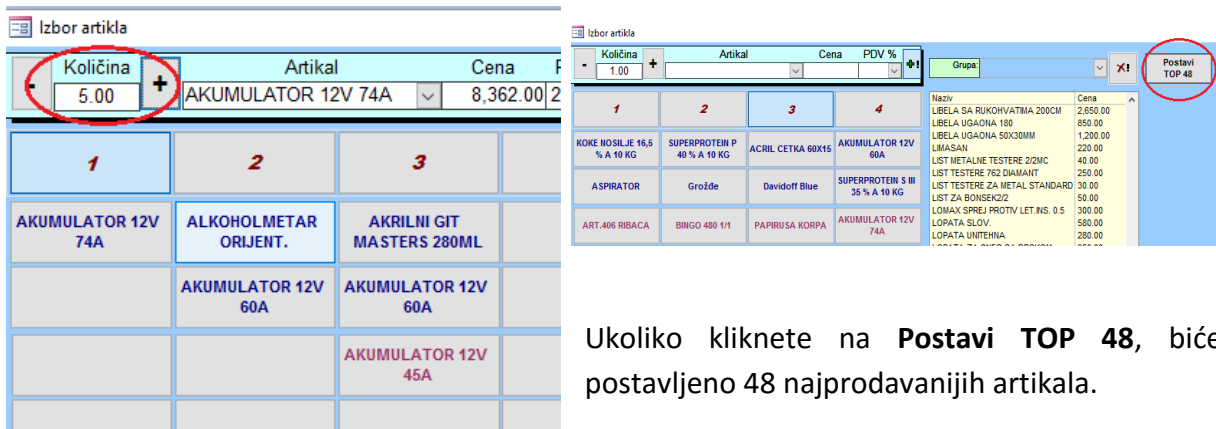 Izbor artikla
- Količina + Artikal Cena
5.00 AKUMULATOR 12V 74A 8,362.00 2
1 2 3
AKUMULATOR 12V ALKOHOLMETAR AKRILNI GIT
74A ORIJENT. MASTERS 280ML
AKUMULATOR 12V AKUMULATOR 12V
60A 60A
AKUMULATOR 12V
45A
Izbor artikla
- Količina + Artikal Cena PDV % +!
1.00
Grupa: X! Postavi
TOP 48
1 2 3 4
KOKE NOSILJE 16,5 SUPERPROTEIN P ACRIL CETKA 60X15 AKUMULATOR 12V
% A 10 KG 40 % A 10 KG 60A
ASPIRATOR Grožđe Davidoff Blue SUPERPROTEIN S III
35 % A 10 KG
ART.406 RIBACA BINGO 480 1/1 PAPIRUSA KORPA AKUMULATOR 12V
74A
Naziv Cena
LIBELA SA RUKOHVATIMA 200CM 2,650.00
LIBELA UGAONA 180 850.00
LIBELA UGAONA 50X30MM 1,200.00
LIMASAN 220.00
LIST METALNE TESTERE 2/2MC 40.00
LIST TESTERE 762 DIAMANT 250.00
LIST TESTERE ZA METAL STANDARD 30.00
LIST ZA BONSEK2/2 50.00
LOMAX SPREJ PROTIV LET.INS. 0.5 300.00
LOPATA SLOV. 580.00
LOPATA UNITEHNA 280.00
Ukoliko kliknete na Postavi TOP 48, biće
postavljeno 48 najprodavanijih artikala.